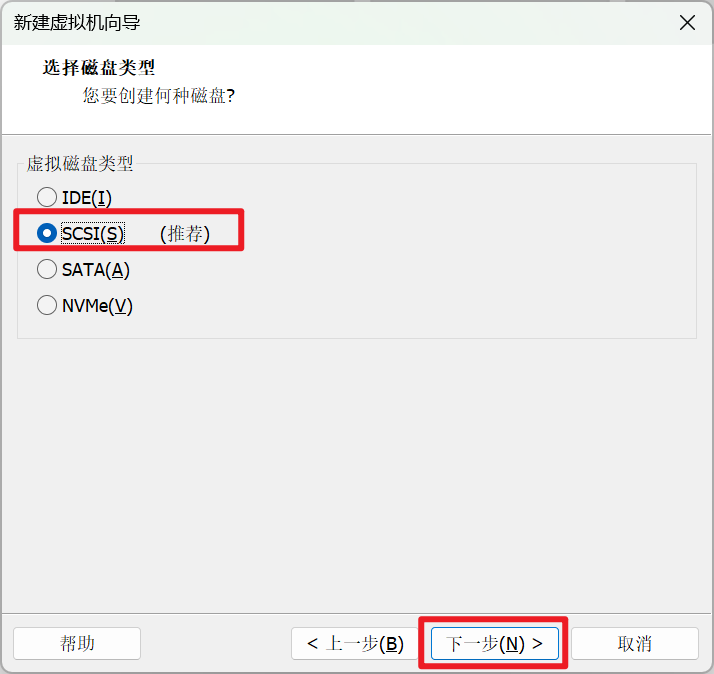 新建虚拟机向导
选择磁盘类型
您要创建何种磁盘?
虚拟磁盘类型
IDE(I)
SCSI(S) (推荐)
SATA(A)
NVMe(V)
帮助 < 上一步(B) 下一步(N) > 取消